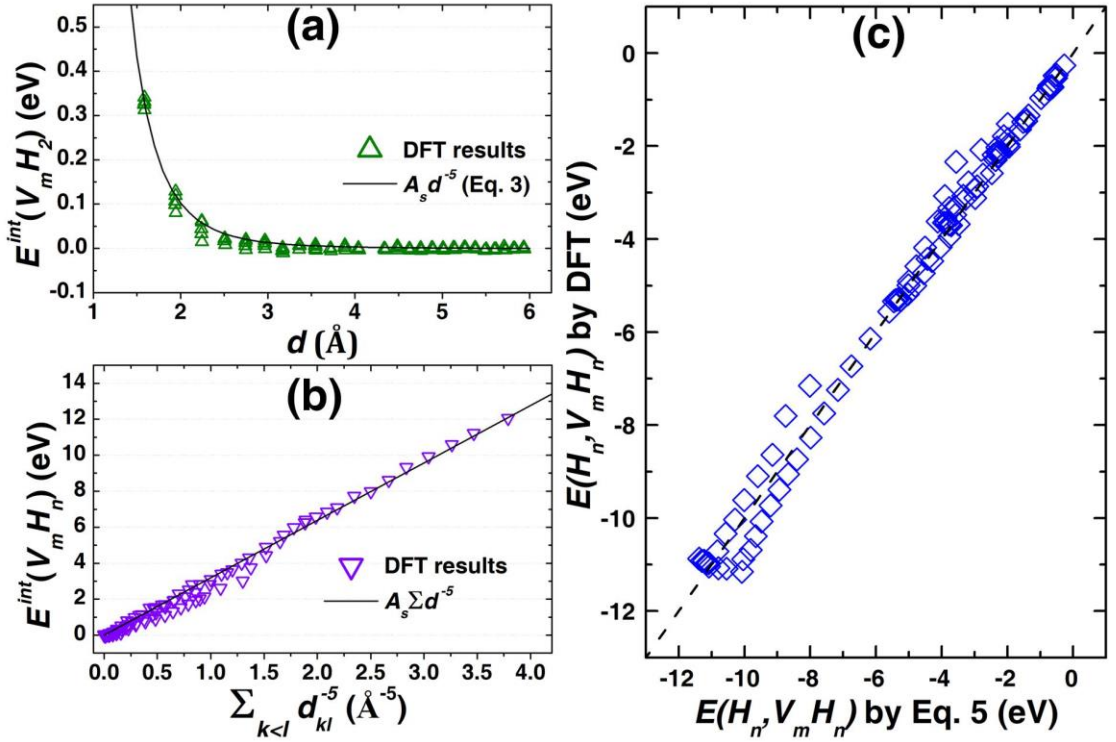 (a)
0.5
0.4
0.3
0.2
0.1
0.0
-0.1
E^int(V_mH_2) (eV)
DFT results
A_s d^-5 (Eq. 3)
1 2 3 4 5 6
d (Å)
(b)
14
12
10
8
6
4
2
0
E^int(V_mH_n) (eV)
DFT results
A_s Σ d^-5
0.0 0.5 1.0 1.5 2.0 2.5 3.0 3.5 4.0
Σ_k<l d_kl^-5 (Å^-5)
(c)
0
-2
-4
-6
-8
-10
-12
E(H_n,V_mH_n) by DFT (eV)
-12 -10 -8 -6 -4 -2 0
E(H_n,V_mH_n) by Eq. 5 (eV)